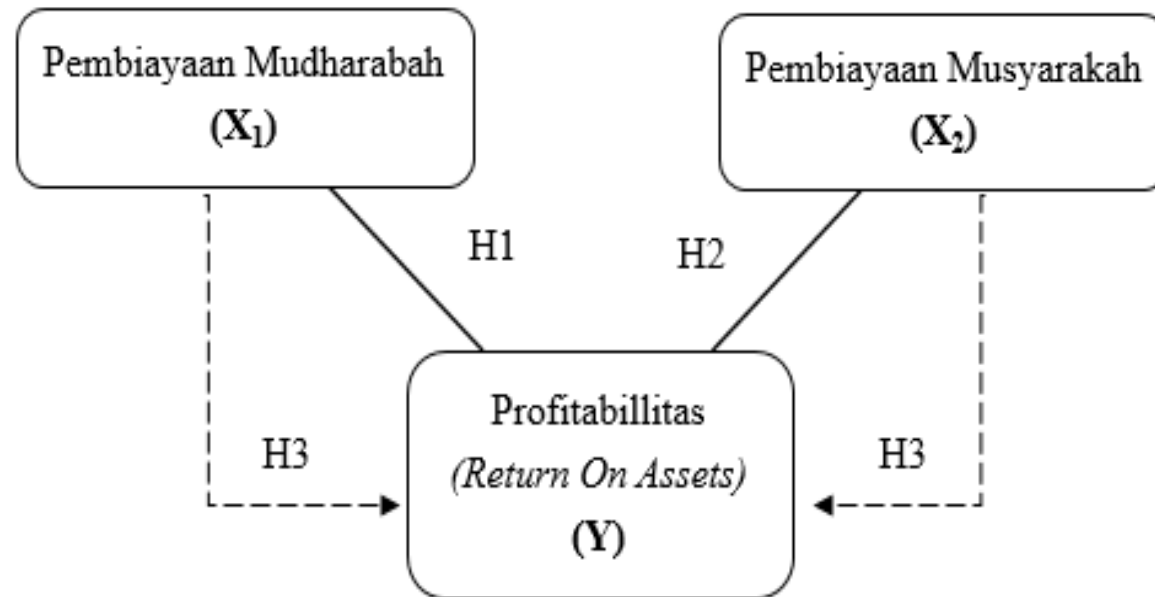 Pembiayaan Mudharabah
(X₁)
Pembiayaan Musyarakah
(X₂)
H1
H2
H3
H3
Profitabillitas
(Return On Assets)
(Y)